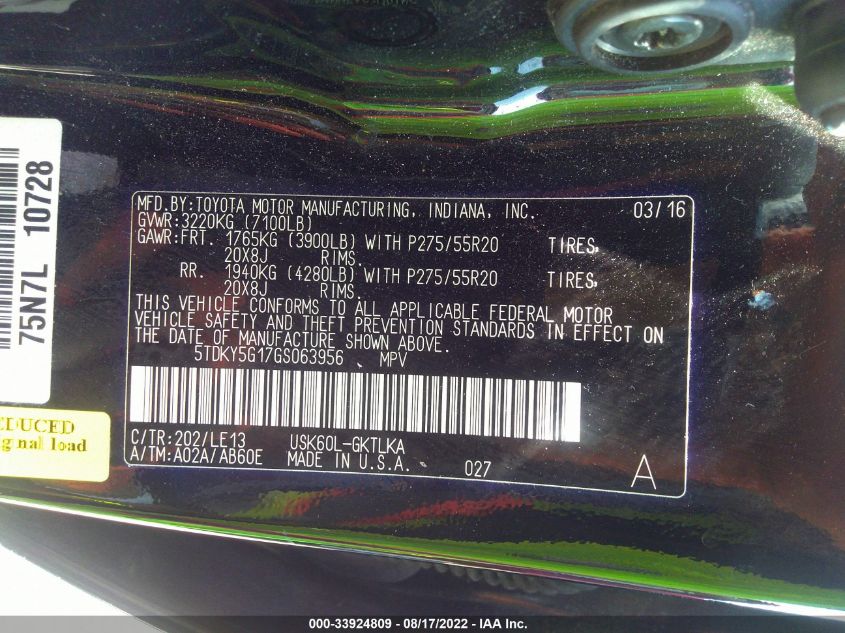 MFD.BY:TOYOTA MOTOR MANUFACTURING, INDIANA, INC. 03/16
GVWR:3220KG (7100LB)
GAWR:FRT. 1765KG (3900LB) WITH P275/55R20 TIRES,
20X8J RIMS.
RR. 1940KG (4280LB) WITH P275/55R20 TIRES,
20X8J RIMS.
THIS VEHICLE CONFORMS TO ALL APPLICABLE FEDERAL MOTOR
VEHICLE SAFETY AND THEFT PREVENTION STANDARDS IN EFFECT ON
THE DATE OF MANUFACTURE SHOWN ABOVE.
5TDKY5G17GS063956 MPV
C/TR:202/LE13 USK60L-GKTLKA
A/TM:A02A/AB60E MADE IN U.S.A. 027 A
75N7L 10728
DUCED
ginal load
000-33924809 - 08/17/2022 - IAA Inc.